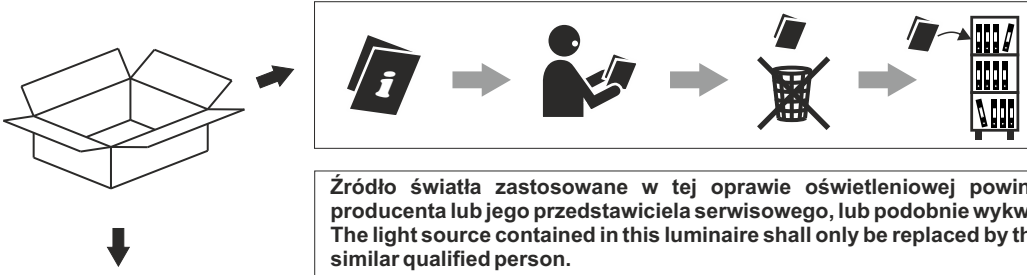 i
Źródło światła zastosowane w tej oprawie oświetleniowej
producenta lub jego przedstawiciela serwisowego, lub podobnie
The light source contained in this luminaire shall only be replaced by
similar qualified person.